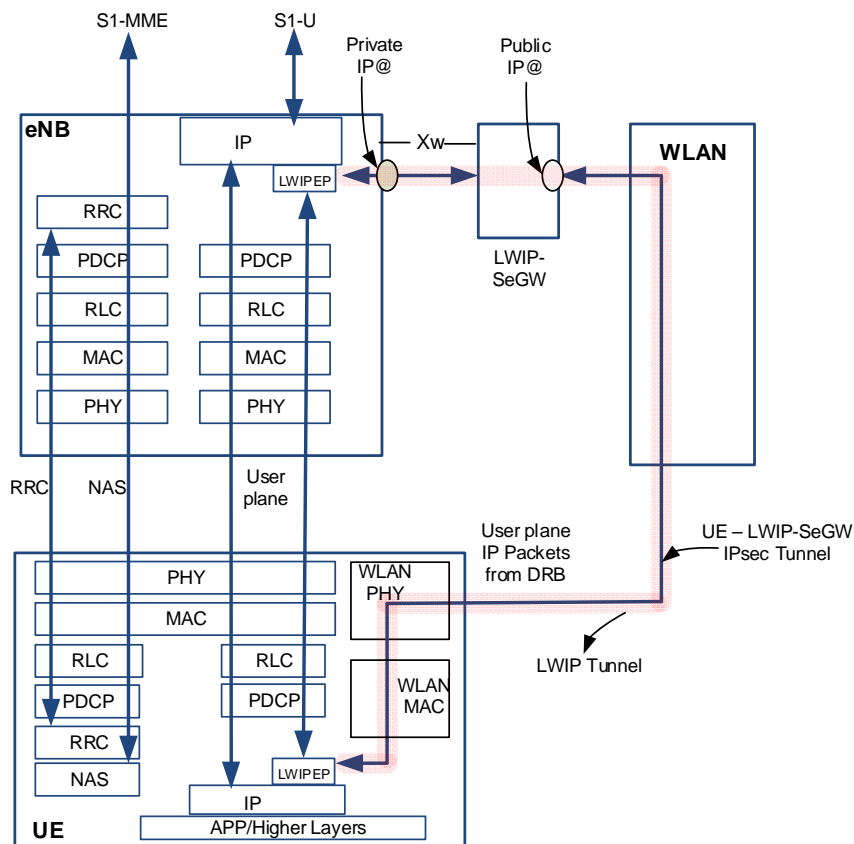 S1-MME
S1-U
Private
IP@
Public
IP@
eNB
IP
LWIPEP
Xw
WLAN
RRC
PDCP
PDCP
RLC
RLC
MAC
MAC
PHY
PHY
LWIP-
SeGW
RRC
NAS
User
plane
User plane
IP Packets
from DRB
UE – LWIP-SeGW
IPsec Tunnel
LWIP Tunnel
PHY
MAC
WLAN
PHY
RLC
RLC
PDCP
PDCP
WLAN
MAC
RRC
NAS
LWIPEP
IP
APP/Higher Layers
UE